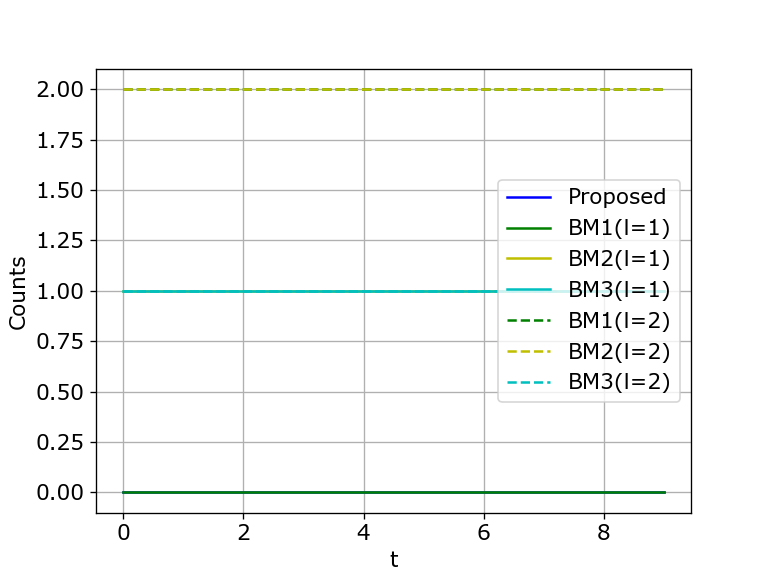 2.00
1.75
1.50
1.25
1.00
0.75
0.50
0.25
0.00
Counts
Proposed
BM1(l=1)
BM2(l=1)
BM3(l=1)
BM1(l=2)
BM2(l=2)
BM3(l=2)
0 2 4 6 8
t